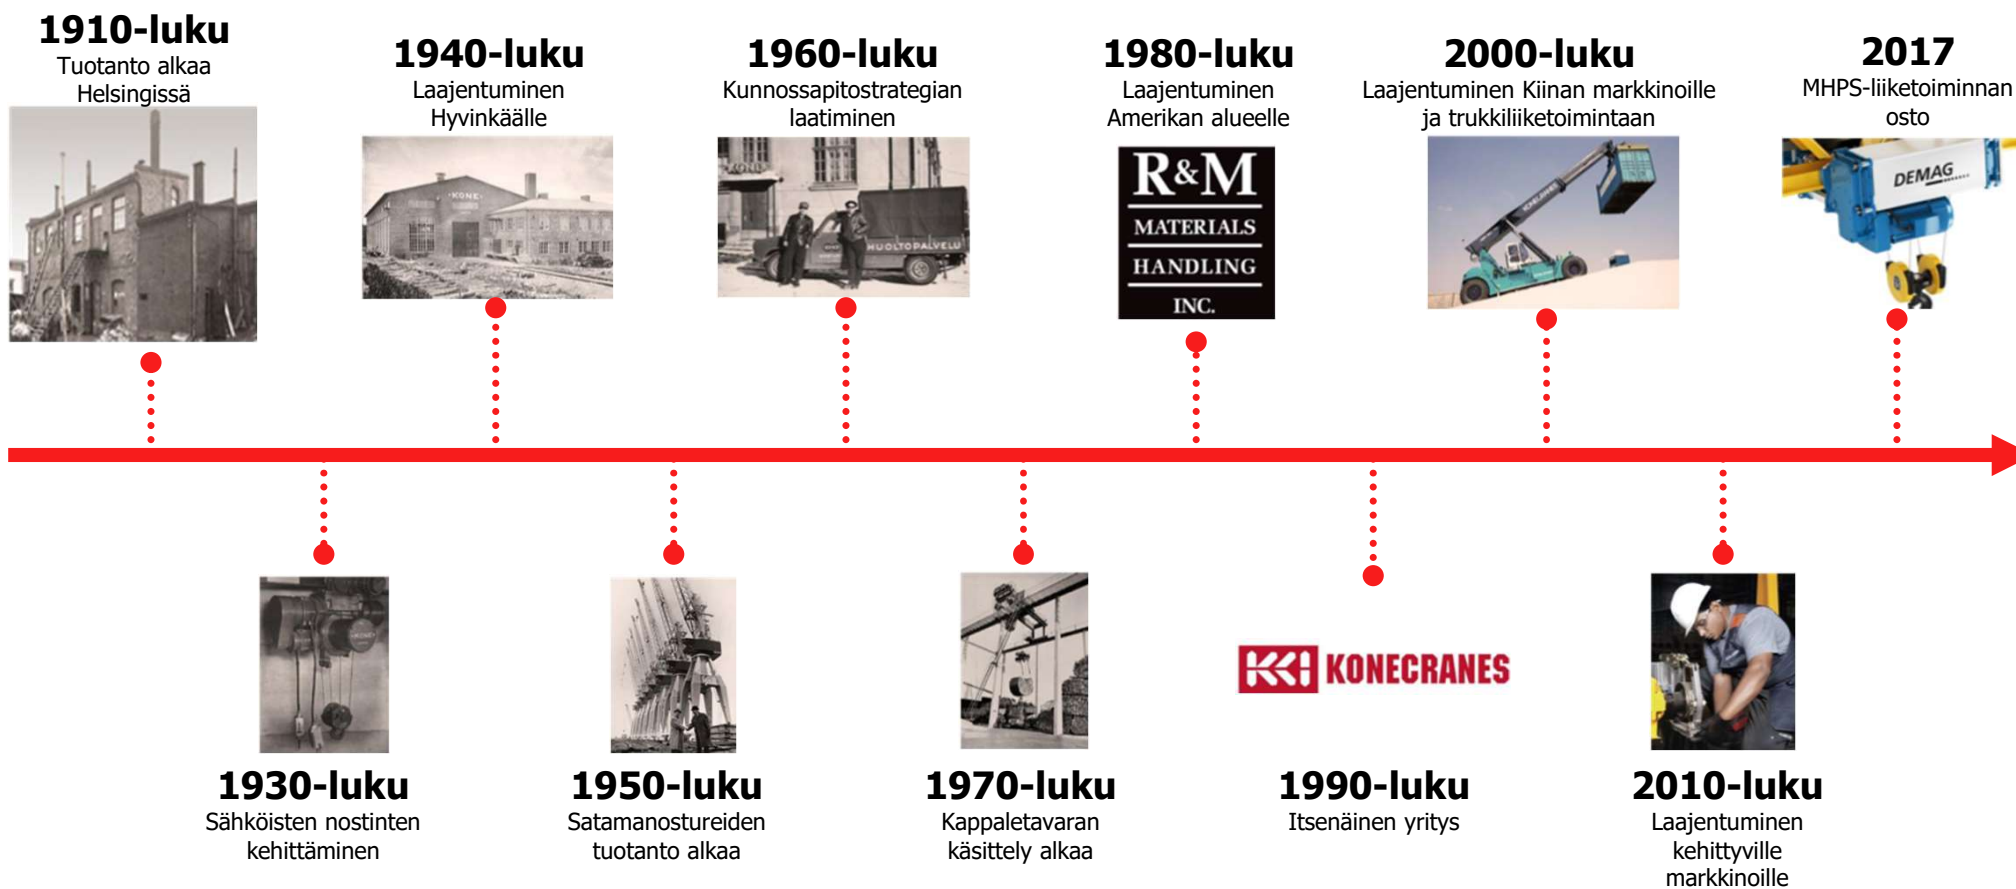 1910-luku
Tuotanto alkaa
Helsingissä
1940-luku
Laajentuminen
Hyvinkäälle
KONE
1960-luku
Kunnossapitostrategian
laatiminen
HUOLTOPALVELU
1980-luku
Laajentuminen
Amerikan alueelle
R&M
MATERIALS
HANDLING
INC.
2000-luku
Laajentuminen Kiinan markkinoille
ja trukkiliiketoimintaan
2017
MHPS-liiketoiminnan
osto
DEMAG
KONE
1930-luku
Sähköisten nostinten
kehittäminen
1950-luku
Satamanostureiden
tuotanto alkaa
1970-luku
Kappaletavaran
käsittely alkaa
KONECRANES
1990-luku
Itsenäinen yritys
2010-luku
Laajentuminen
kehittyville
markkinoille